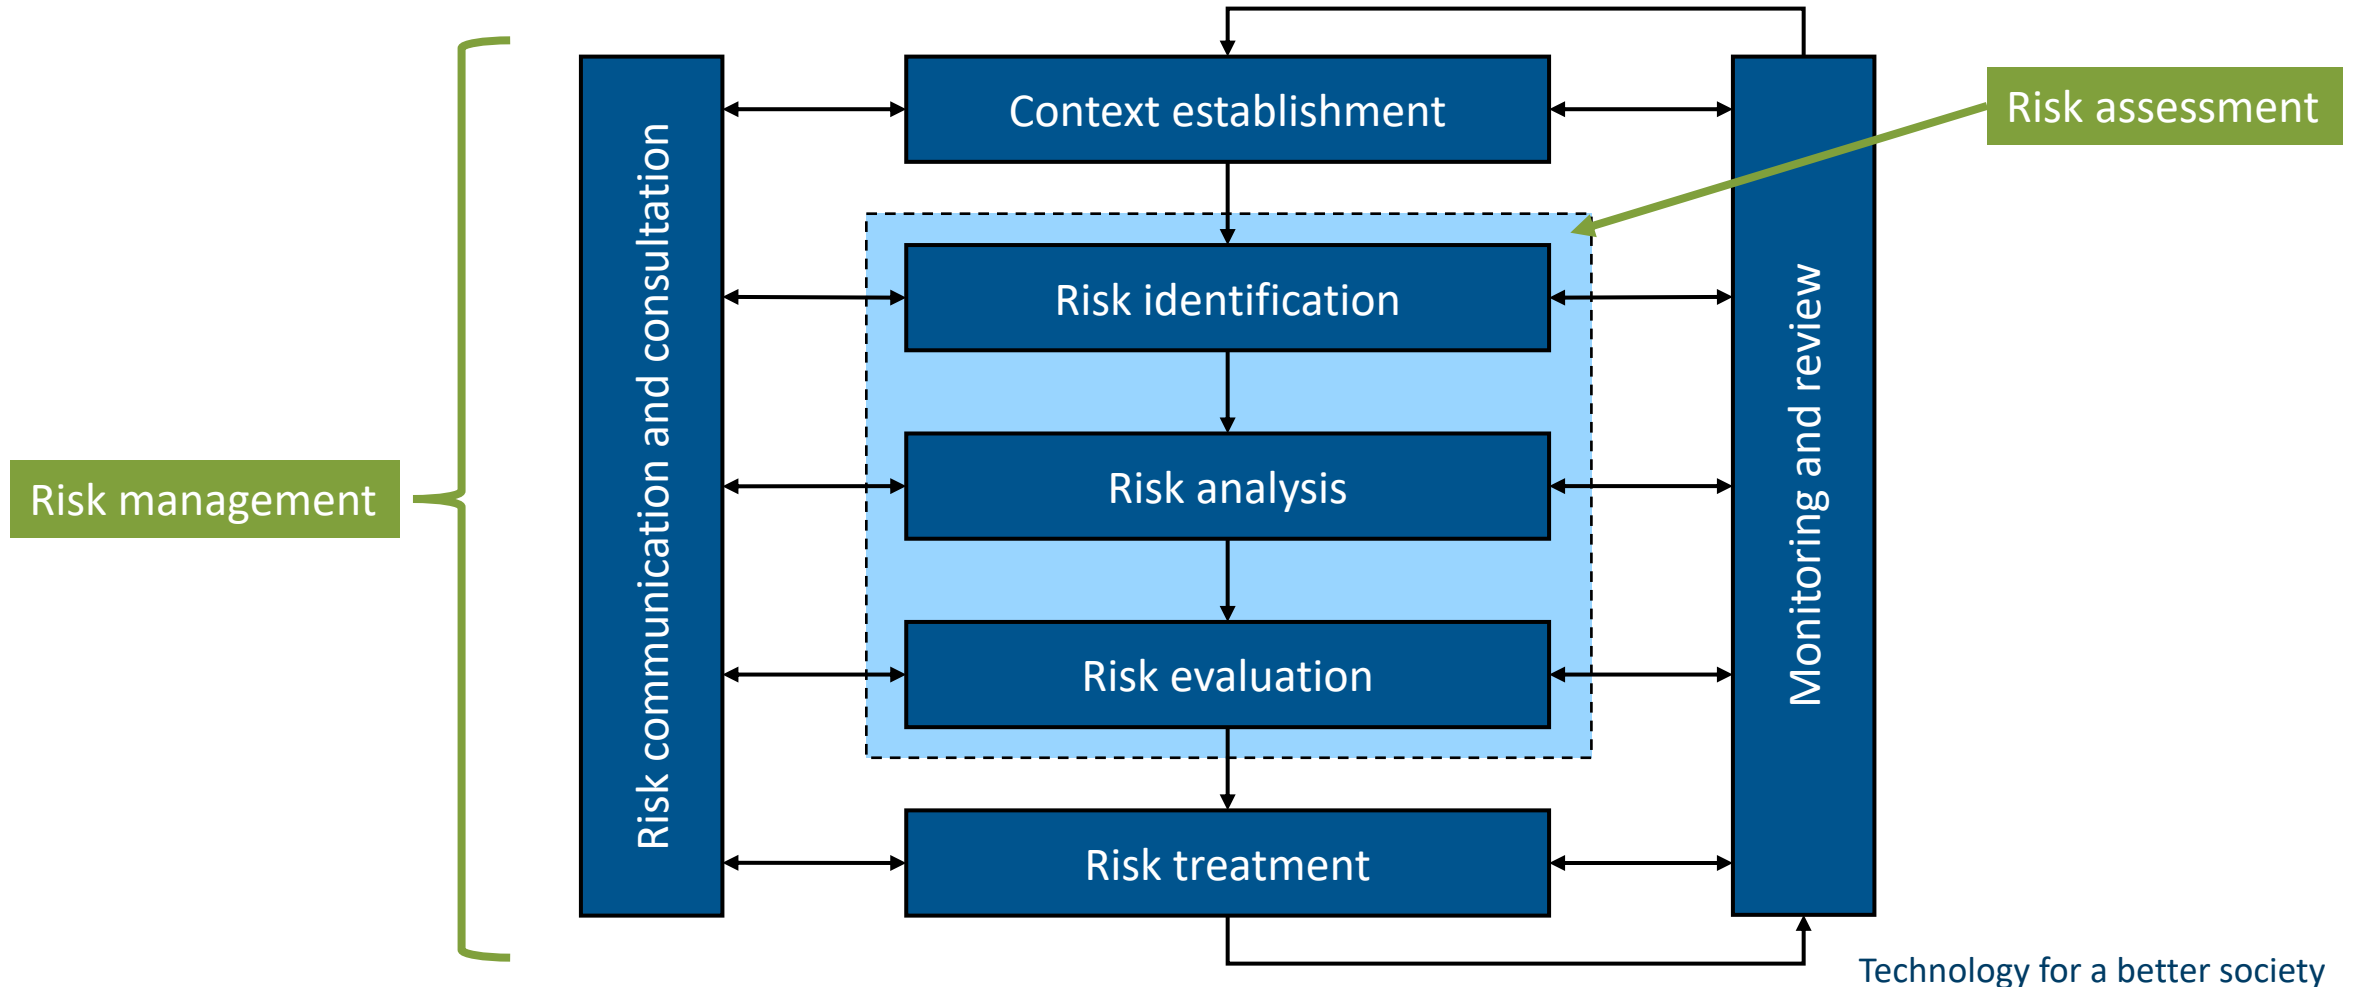 Risk management
Risk communication and consultation
Context establishment
Risk identification
Risk analysis
Risk evaluation
Risk treatment
Monitoring and review
Risk assessment
Technology for a better society